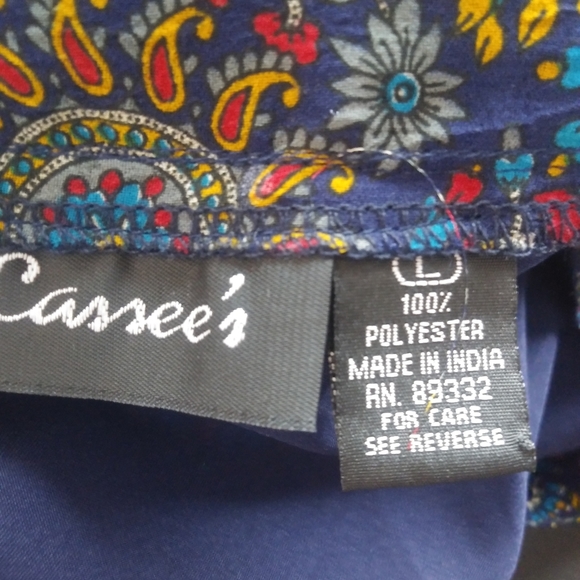 Cassee's
L
100%
POLYESTER
MADE IN INDIA
RN. 89332
FOR CARE
SEE REVERSE